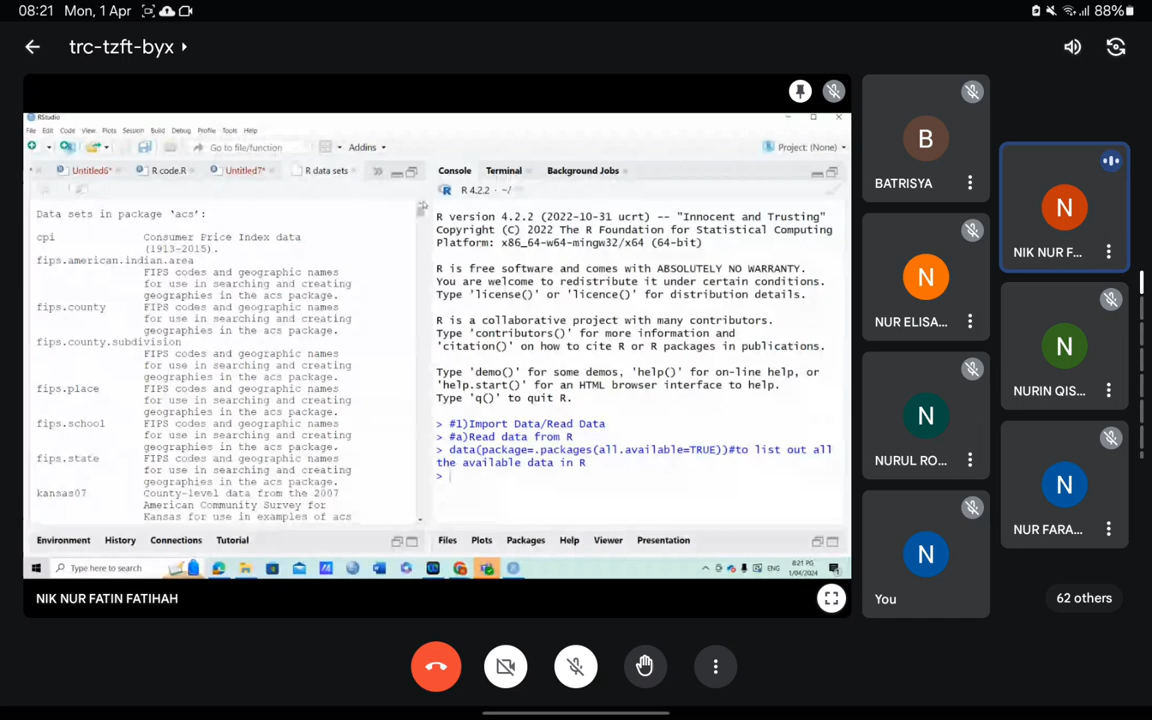 08:21 Mon, 1 Apr
88%
trc-tzft-byx
RStudio
File Edit Code View Plots Session Build Debug Profile Tools Help
Go to file/function
Addins
Project: (None)
Untitled6*
R code.R
Untitled7*
R data sets
Data sets in package ‘acs’:
cpi Consumer Price Index data
(1913-2015).
fips.american.indian.area
FIPS codes and geographic names
for use in searching and creating
geographies in the acs package.
fips.county FIPS codes and geographic names
for use in searching and creating
geographies in the acs package.
fips.county.subdivision
FIPS codes and geographic names
for use in searching and creating
geographies in the acs package.
fips.place FIPS codes and geographic names
for use in searching and creating
geographies in the acs package.
fips.school FIPS codes and geographic names
for use in searching and creating
geographies in the acs package.
fips.state FIPS codes and geographic names
for use in searching and creating
geographies in the acs package.
kansas07 County-level data from the 2007
American Community Survey for
Kansas for use in examples of acs
Environment History Connections Tutorial
Console Terminal Background Jobs
R 4.2.2 · ~/
R version 4.2.2 (2022-10-31 ucrt) -- "Innocent and Trusting"
Copyright (C) 2022 The R Foundation for Statistical Computing
Platform: x86_64-w64-mingw32/x64 (64-bit)
R is free software and comes with ABSOLUTELY NO WARRANTY.
You are welcome to redistribute it under certain conditions.
Type 'license()' or 'licence()' for distribution details.
R is a collaborative project with many contributors.
Type 'contributors()' for more information and
'citation()' on how to cite R or R packages in publications.
Type 'demo()' for some demos, 'help()' for on-line help, or
'help.start()' for an HTML browser interface to help.
Type 'q()' to quit R.
> #1)Import Data/Read Data
> #a)Read data from R
> data(package=.packages(all.available=TRUE))#to list out all
the available data in R
>
Files Plots Packages Help Viewer Presentation
Type here to search
ENG
8:21 PG
1/04/2024
NIK NUR FATIN FATIHAH
B
BATRISYA
N
NUR ELISA...
N
NURUL RO...
N
You
N
NIK NUR F...
N
NURIN QIS...
N
NUR FARA...
62 others